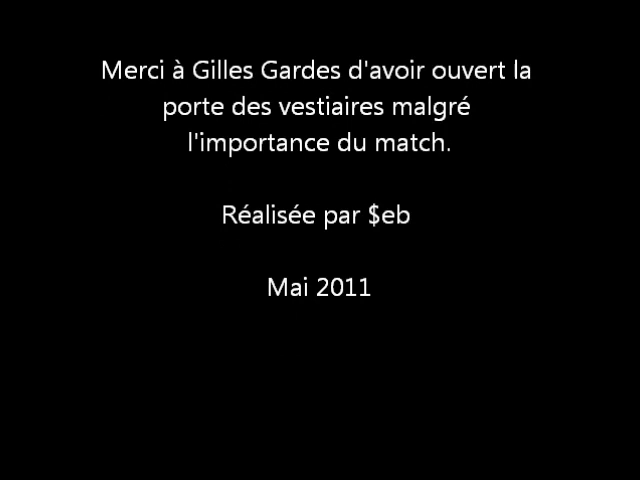 Merci à Gilles Gardes d'avoir ouvert la
porte des vestiaires malgré
l'importance du match.
Réalisée par $eb
Mai 2011